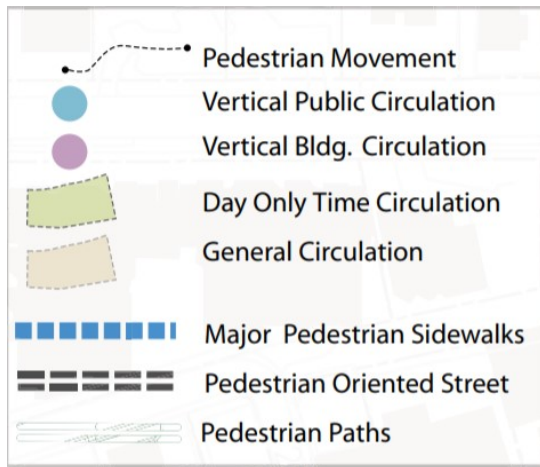 Pedestrian Movement
Vertical Public Circulation
Vertical Bldg. Circulation
Day Only Time Circulation
General Circulation
Major Pedestrian Sidewalks
Pedestrian Oriented Street
Pedestrian Paths